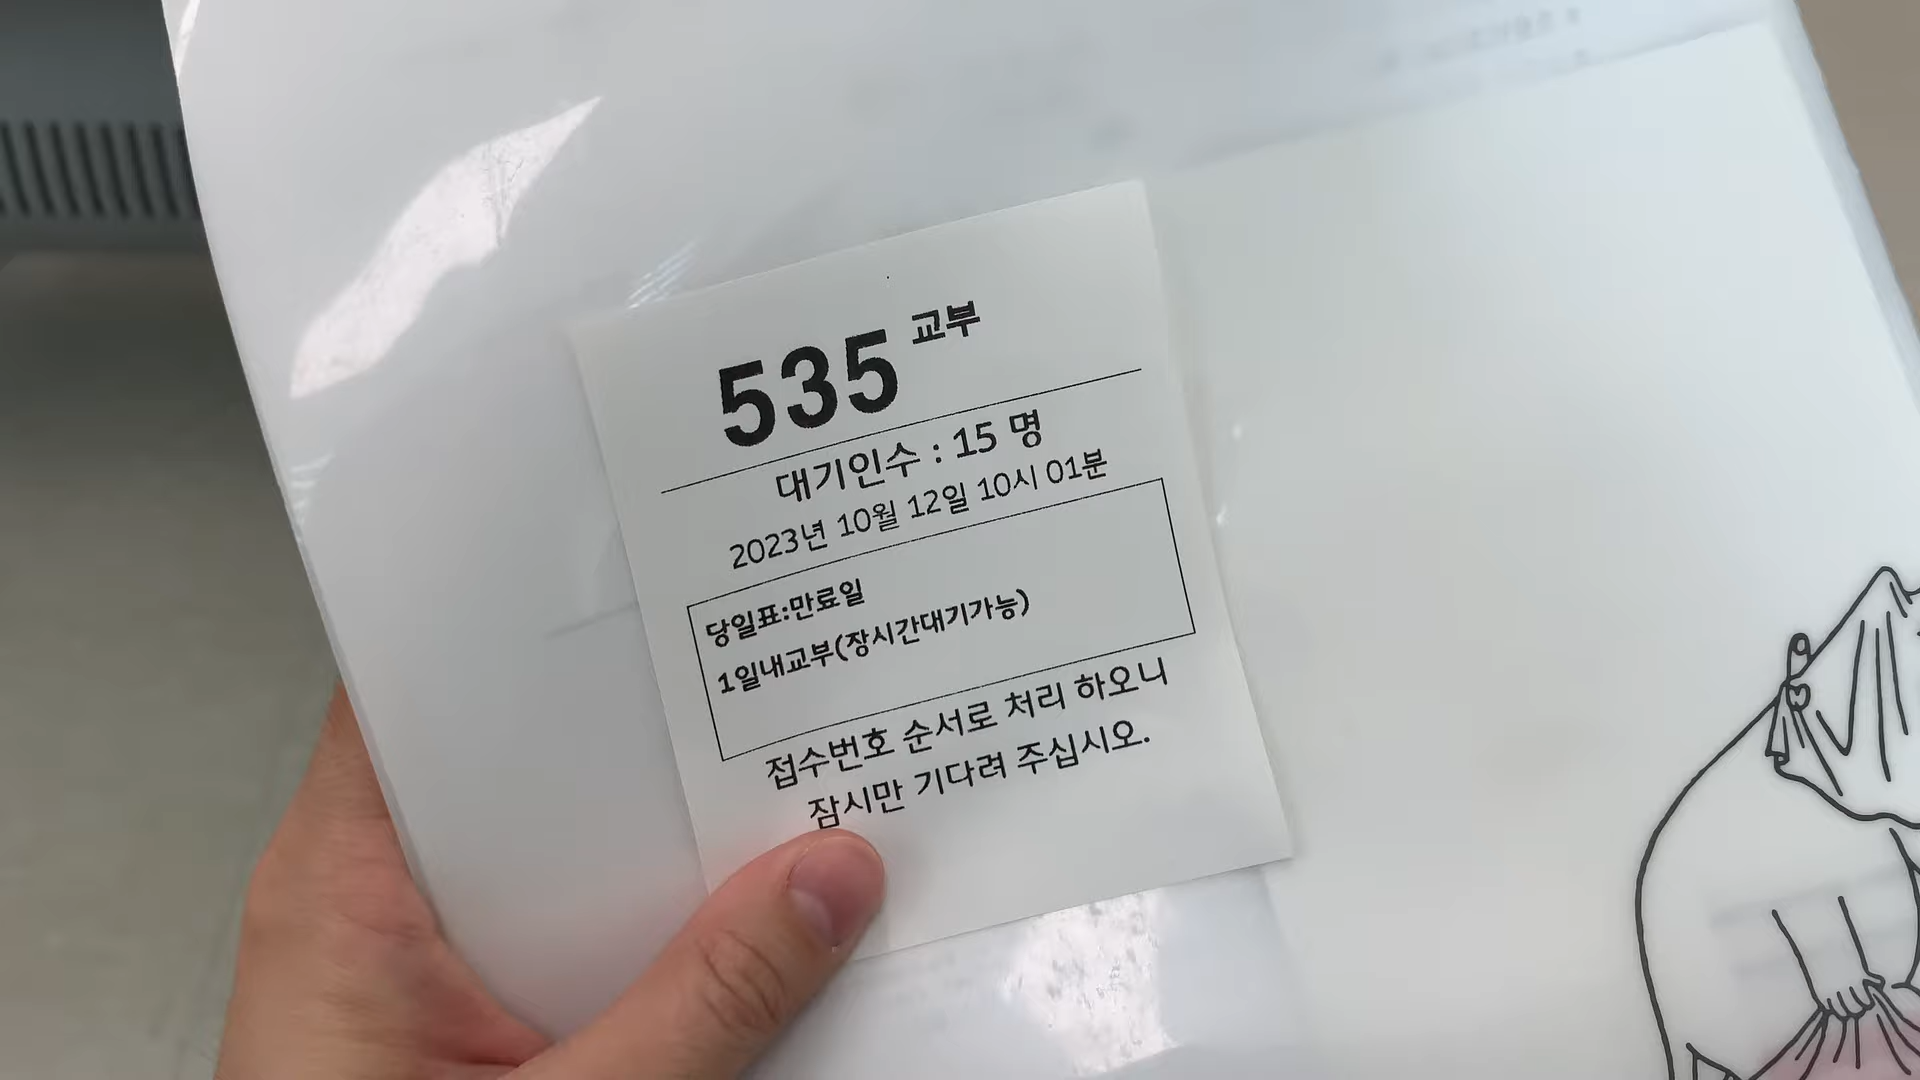 535 교부
대기인수 : 15 명
2023년 10월 12일 10시 01분
당일표:만료일
1일내교부(장시간대기가능)
접수번호 순서로 처리 하오니
잠시만 기다려 주십시오.